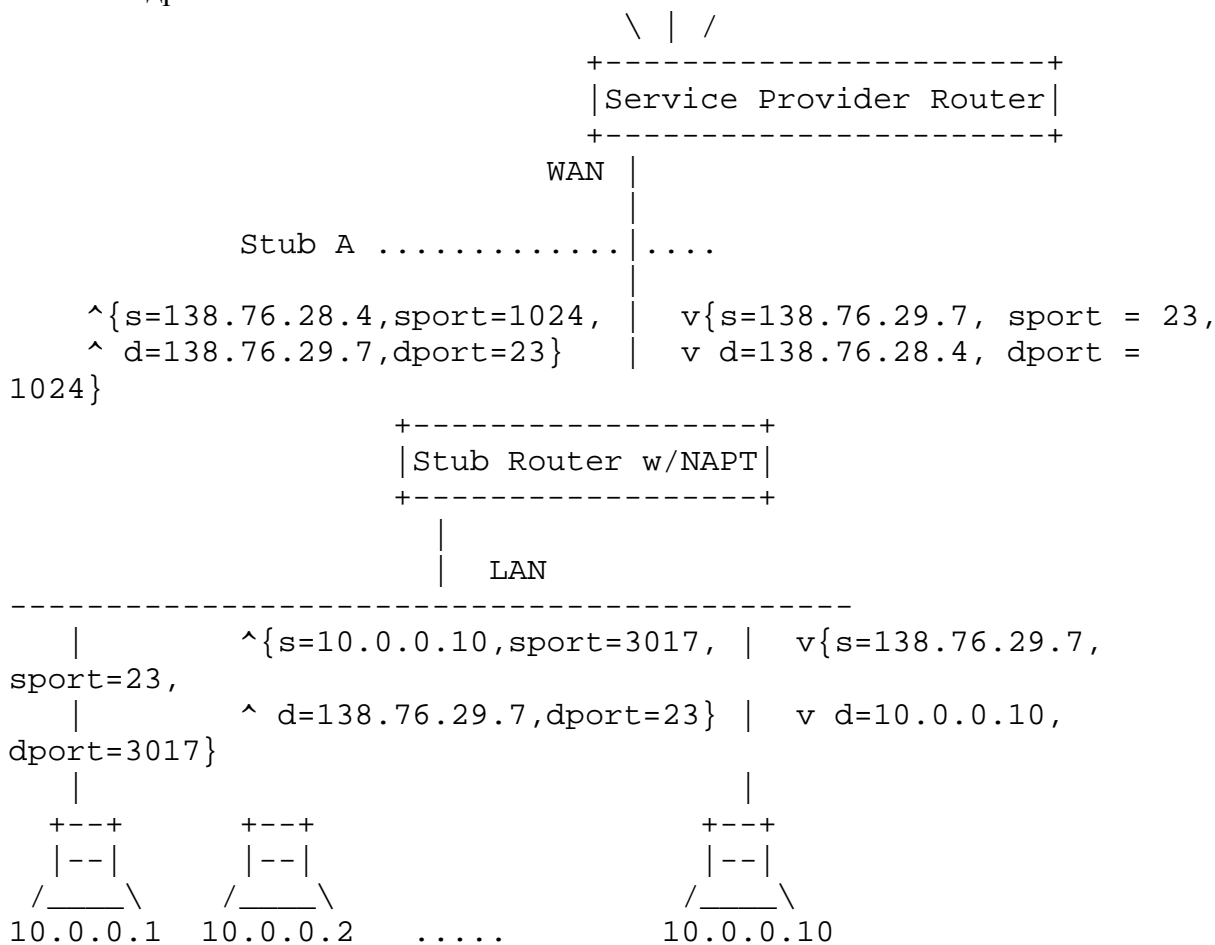 \ | /
                              +-----------------------+
                              |Service Provider Router|
                              +-----------------------+
                            WAN |
                                |
            Stub A .............|....
                                |
    ^{s=138.76.28.4,sport=1024, |  v{s=138.76.29.7, sport = 23,
    ^ d=138.76.29.7,dport=23}   |  v d=138.76.28.4, dport =
1024}
                    +------------------+
                    |Stub Router w/NAPT|
                    +------------------+
                      |
                      |  LAN
--------------------------------------------
   |        ^{s=10.0.0.10,sport=3017, |  v{s=138.76.29.7,
sport=23,
   |        ^ d=138.76.29.7,dport=23} |  v d=10.0.0.10,
dport=3017}
   |                                  |
  +--+      +--+                    +--+
  |--|      |--|                    |--|
 /____\    /____\                  /____\
10.0.0.1  10.0.0.2   .....        10.0.0.10